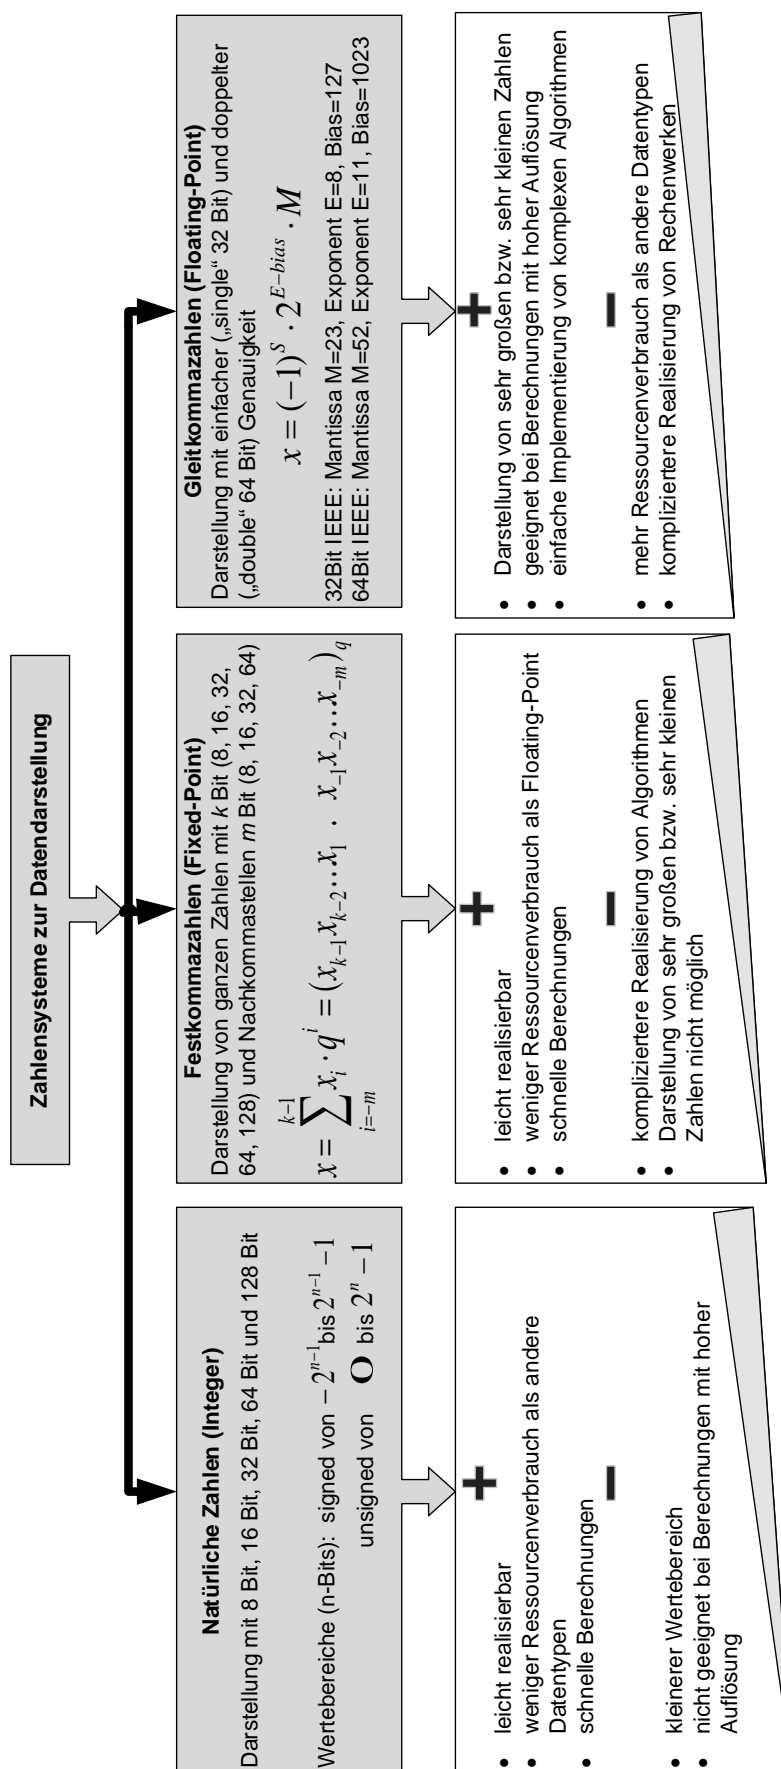 Zahlensysteme zur Datendarstellung
Natürliche Zahlen (Integer)
Darstellung mit 8 Bit, 16 Bit, 32 Bit, 64 Bit und 128 Bit
Wertebereiche (n-Bits): signed von −2^{n−1} bis 2^{n−1} −1
unsigned von O bis 2^n −1
+
• leicht realisierbar
• weniger Ressourcenverbrauch als andere
Datentypen
• schnelle Berechnungen
−
• kleinerer Wertebereich
• nicht geeignet bei Berechnungen mit hoher
Auflösung
Festkommazahlen (Fixed-Point)
Darstellung von ganzen Zahlen mit k Bit (8, 16, 32,
64, 128) und Nachkommastellen m Bit (8, 16, 32, 64)
x = \sum_{i=-m}^{k-1} x_i · q^i = (x_{k-1} x_{k-2} ... x_1 . x_{-1} x_{-2} ... x_{-m})_q
+
• leicht realisierbar
• weniger Ressourcenverbrauch als Floating-Point
• schnelle Berechnungen
−
• kompliziertere Realisierung von Algorithmen
• Darstellung von sehr großen bzw. sehr kleinen
Zahlen nicht möglich
Gleitkommazahlen (Floating-Point)
Darstellung mit einfacher („single“ 32 Bit) und doppelter
(„double“ 64 Bit) Genauigkeit
x = (−1)^S · 2^{E−bias} · M
32Bit IEEE: Mantissa M=23, Exponent E=8, Bias=127
64Bit IEEE: Mantissa M=52, Exponent E=11, Bias=1023
+
• Darstellung von sehr großen bzw. sehr kleinen Zahlen
• geeignet bei Berechnungen mit hoher Auflösung
• einfache Implementierung von komplexen Algorithmen
−
• mehr Ressourcenverbrauch als andere Datentypen
• kompliziertere Realisierung von Rechenwerken